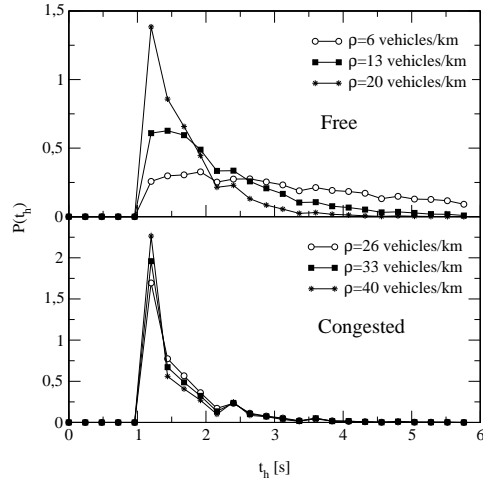 1,5
ρ=6 vehicles/km
ρ=13 vehicles/km
ρ=20 vehicles/km
1
Free
0,5
0
P(t_h)
ρ=26 vehicles/km
ρ=33 vehicles/km
ρ=40 vehicles/km
2
1,5
Congested
1
0,5
0
0 1 2 3 4 5 6
t_h [s]